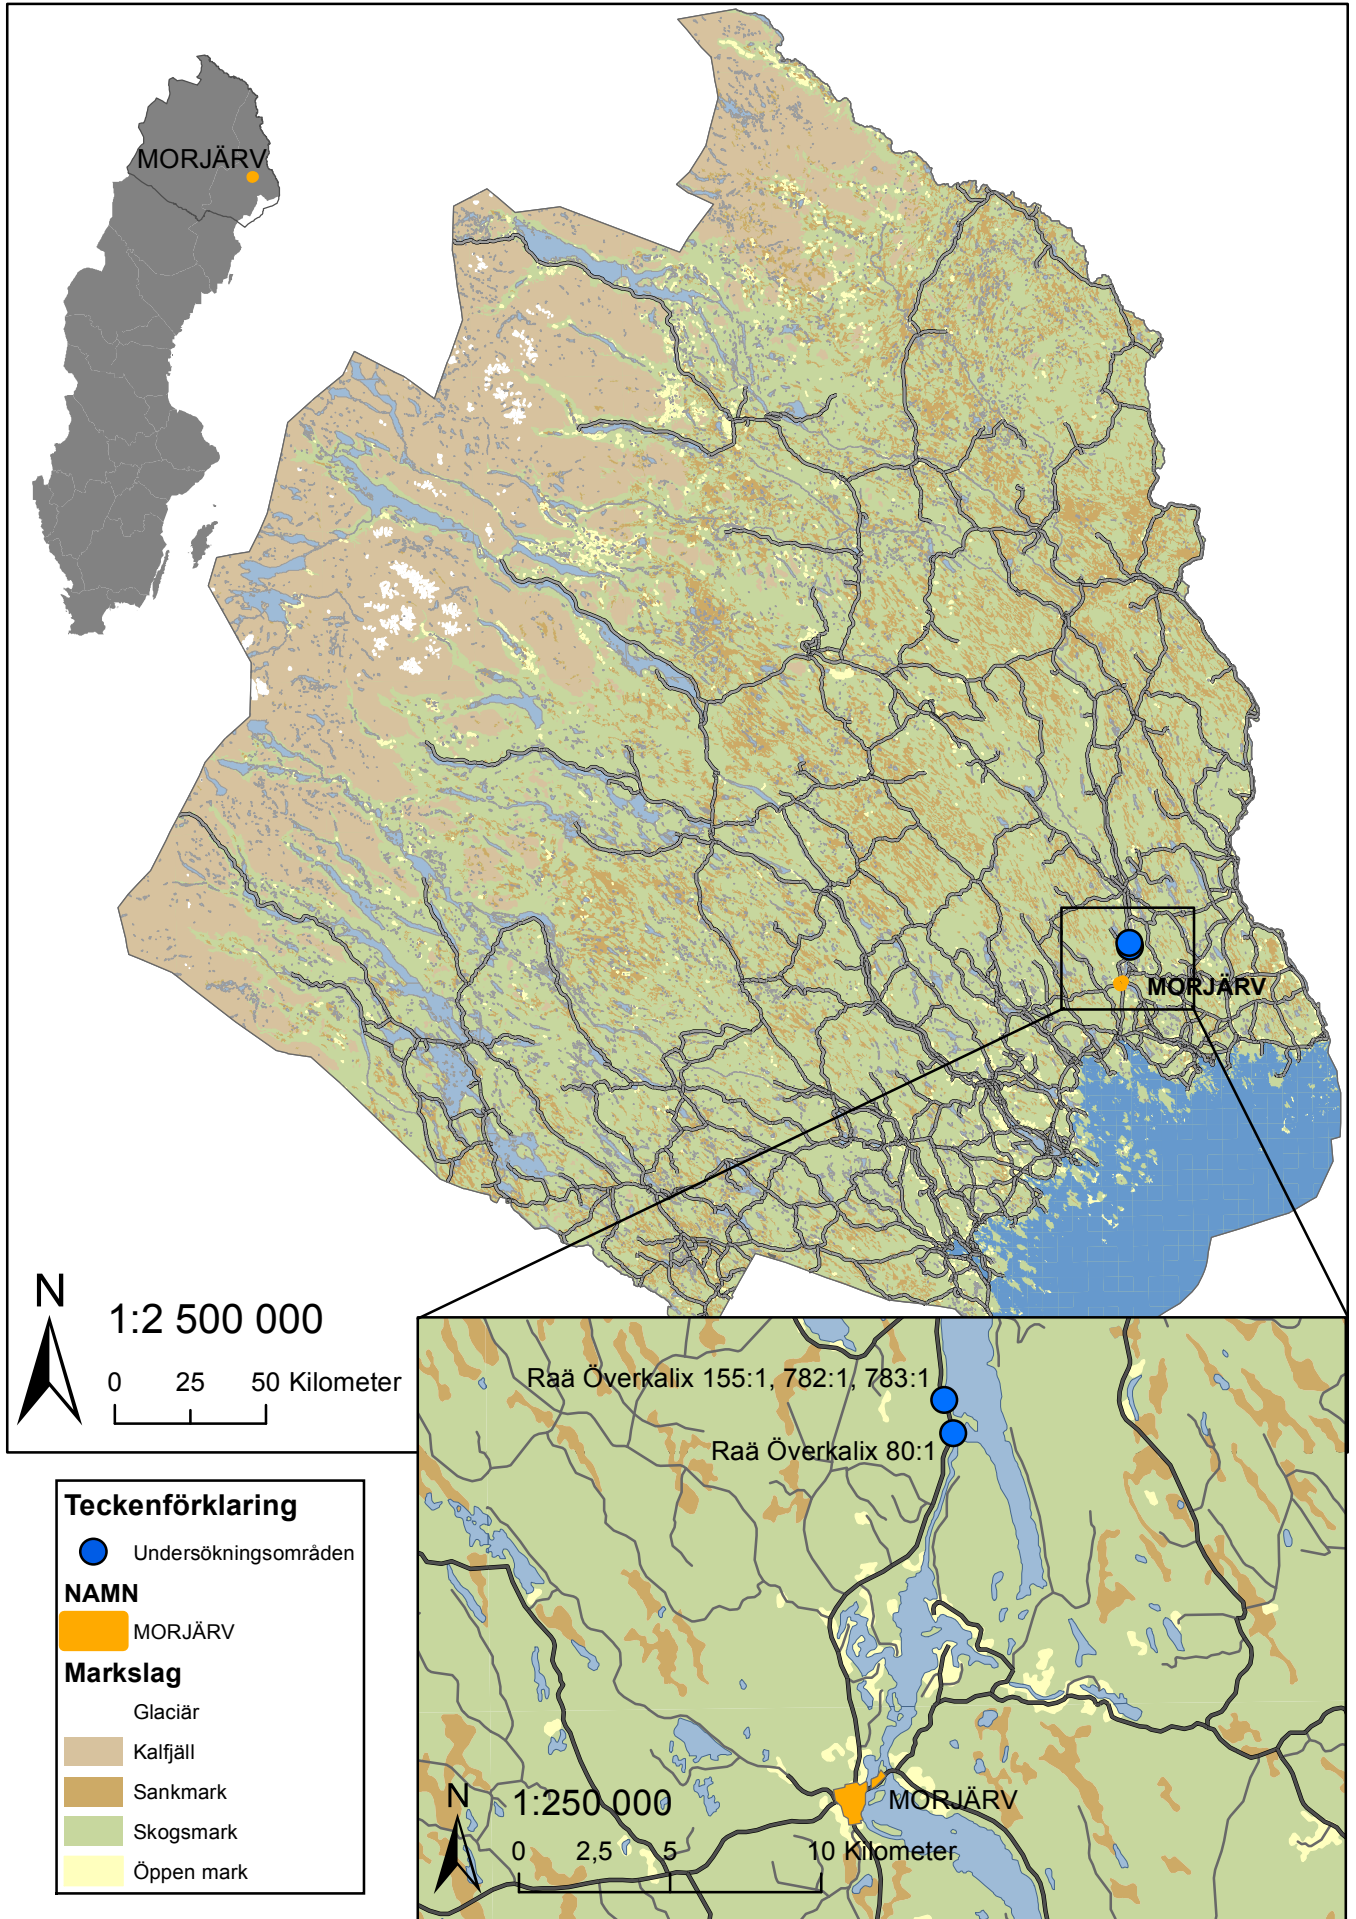 MORJÄRV
MORJÄRV
N
1:2 500 000
0 25 50 Kilometer
Raä Överkalix 155:1, 782:1, 783:1
Raä Överkalix 80:1
MORJÄRV
N
1:250 000
0 2,5 5 10 Kilometer
Teckenförklaring
Undersökningsområden
NAMN
MORJÄRV
Markslag
Glaciär
Kalfjäll
Sankmark
Skogsmark
Öppen mark